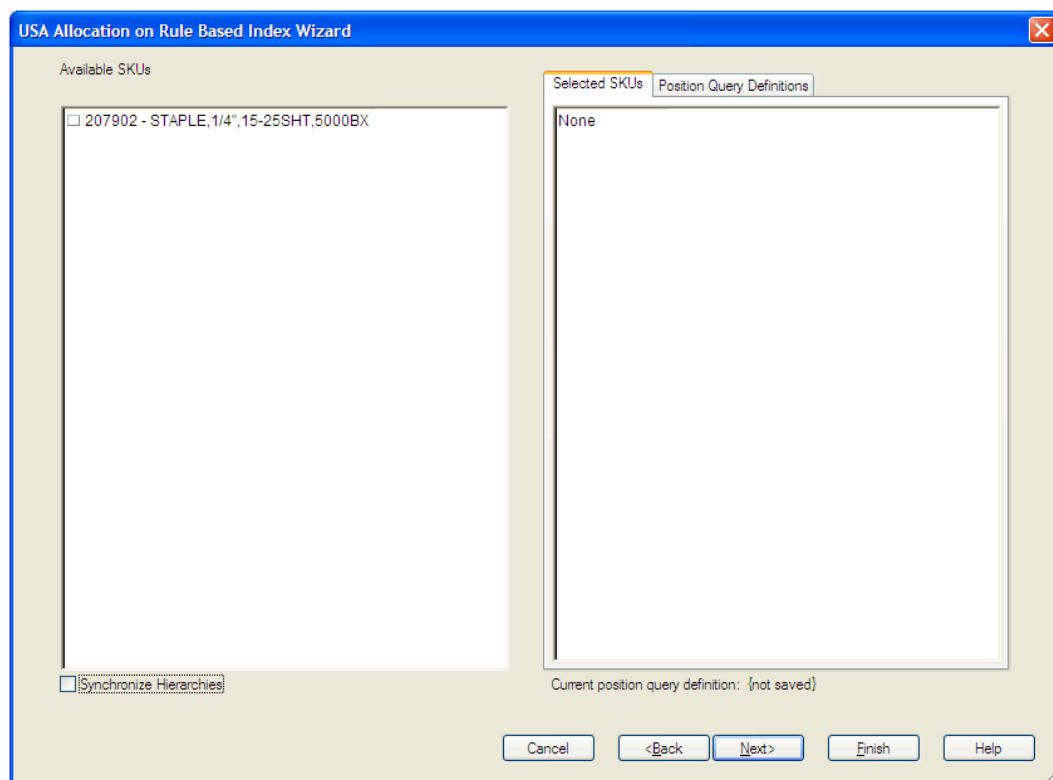 USA Allocation on Rule Based Index Wizard
Available SKUs
207902 - STAPLE,1/4",15-25SHT,5000BX
Synchronize Hierarchies
Selected SKUs
Position Query Definitions
None
Current position query definition: {not saved}
Cancel
<Back
Next>
Finish
Help